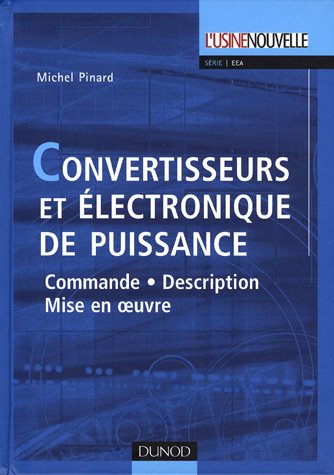 L'USINENOUVELLE
SÉRIE | EEA
Michel Pinard
CONVERTISSEURS
ET ÉLECTRONIQUE
DE PUISSANCE
Commande • Description
Mise en œuvre
DUNOD